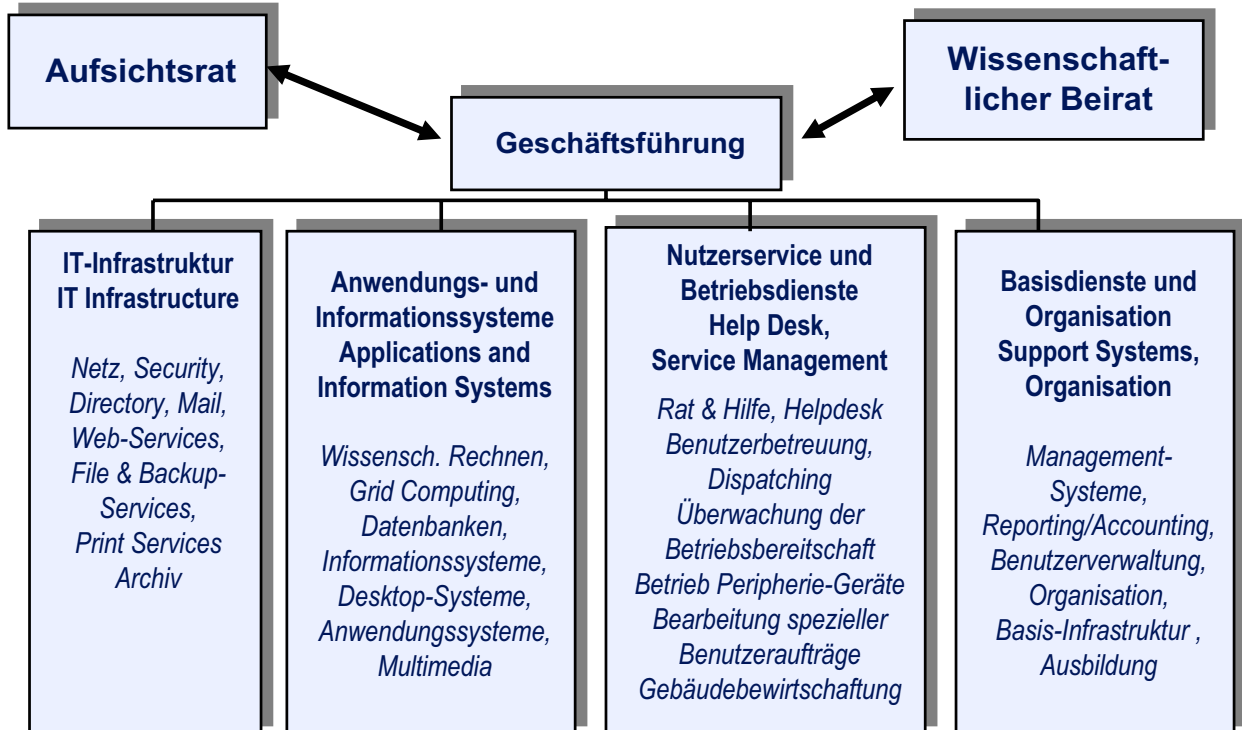 Aufsichtsrat
Wissenschaft-
licher Beirat
Geschäftsführung
IT-Infrastruktur
IT Infrastructure
Netz, Security,
Directory, Mail,
Web-Services,
File & Backup-
Services,
Print Services
Archiv
Anwendungs- und
Informationssysteme
Applications and
Information Systems
Wissensch. Rechnen,
Grid Computing,
Datenbanken,
Informationssysteme,
Desktop-Systeme,
Anwendungssysteme,
Multimedia
Nutzerservice und
Betriebsdienste
Help Desk,
Service Management
Rat & Hilfe, Helpdesk
Benutzerbetreuung,
Dispatching
Überwachung der
Betriebsbereitschaft
Betrieb Peripherie-Geräte
Bearbeitung spezieller
Benutzeraufträge
Gebäudebewirtschaftung
Basisdienste und
Organisation
Support Systems,
Organisation
Management-
Systeme,
Reporting/Accounting,
Benutzerverwaltung,
Organisation,
Basis-Infrastruktur ,
Ausbildung